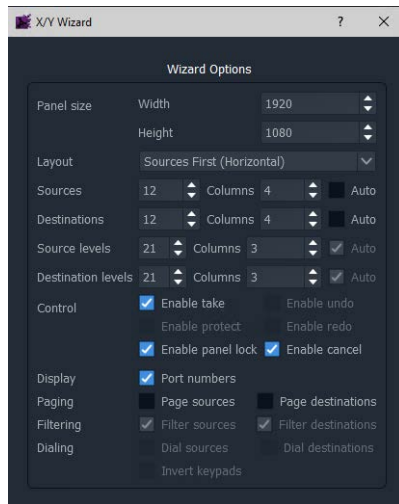 X/Y Wizard ? ×
Wizard Options
Panel size Width 1920
Height 1080
Layout Sources First (Horizontal)
Sources 12 Columns 4 Auto
Destinations 12 Columns 4 Auto
Source levels 21 Columns 3 Auto
Destination levels 21 Columns 3 Auto
Control Enable take Enable undo
Enable protect Enable redo
Enable panel lock Enable cancel
Display Port numbers
Paging Page sources Page destinations
Filtering Filter sources Filter destinations
Dialing Dial sources Dial destinations
Invert keypads